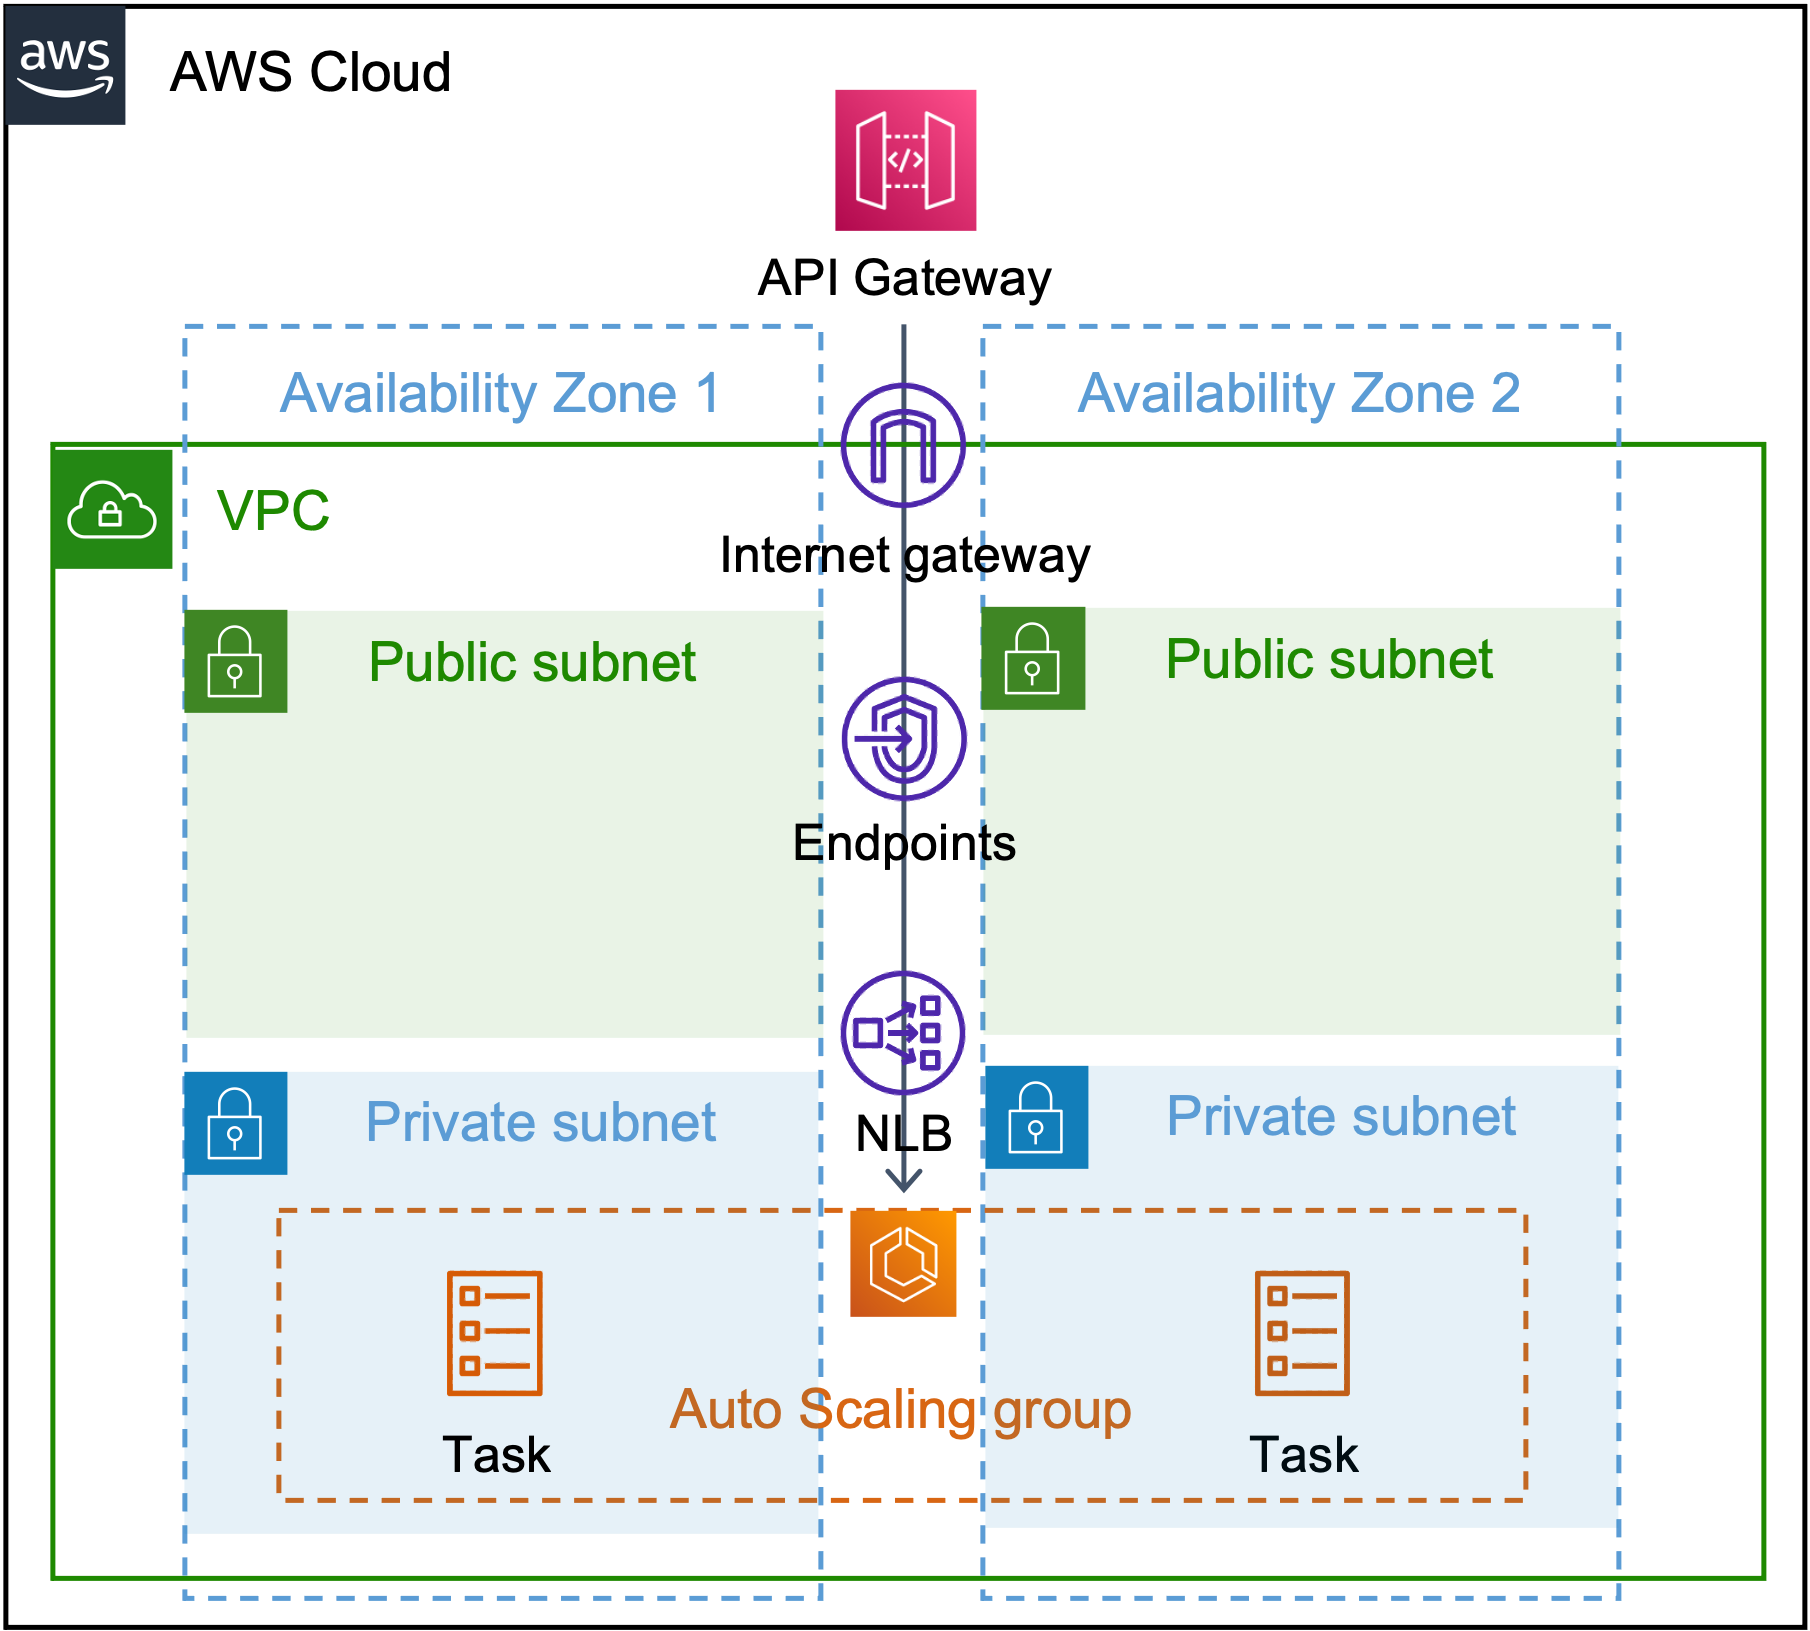 aws
AWS Cloud
API Gateway
Availability Zone 1
Availability Zone 2
VPC
Internet gateway
Public subnet
Public subnet
Endpoints
Private subnet
NLB
Private subnet
Auto Scaling group
Task
Task